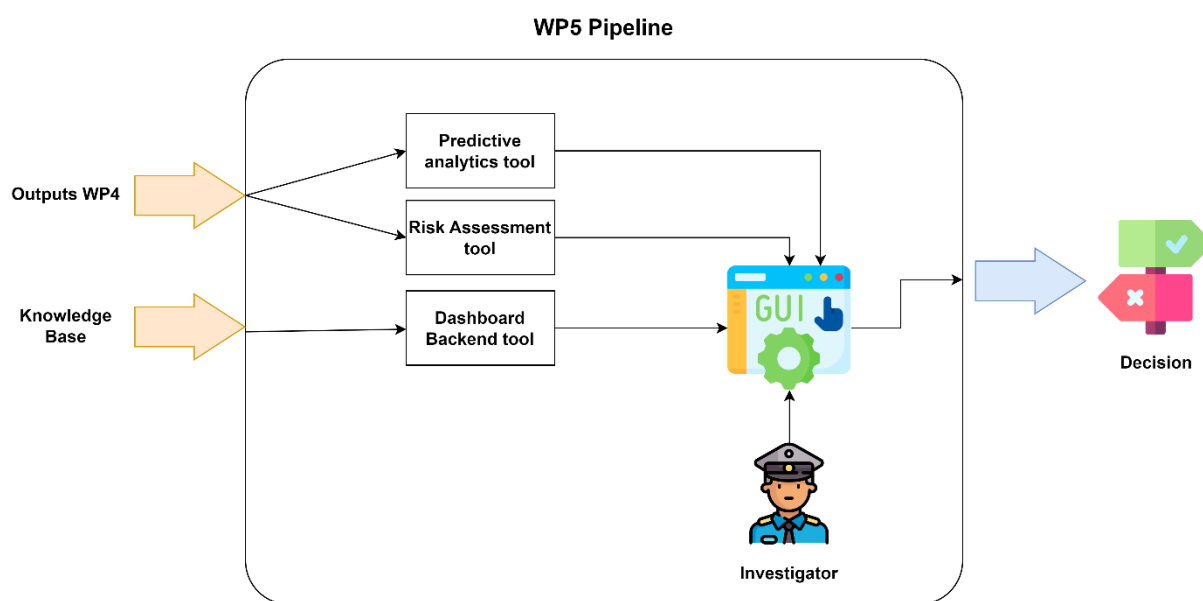 WP5 Pipeline
Predictive
analytics tool
Outputs WP4
Risk Assessment
tool
Knowledge
Base
Dashboard
Backend tool
GUI
Decision
Investigator